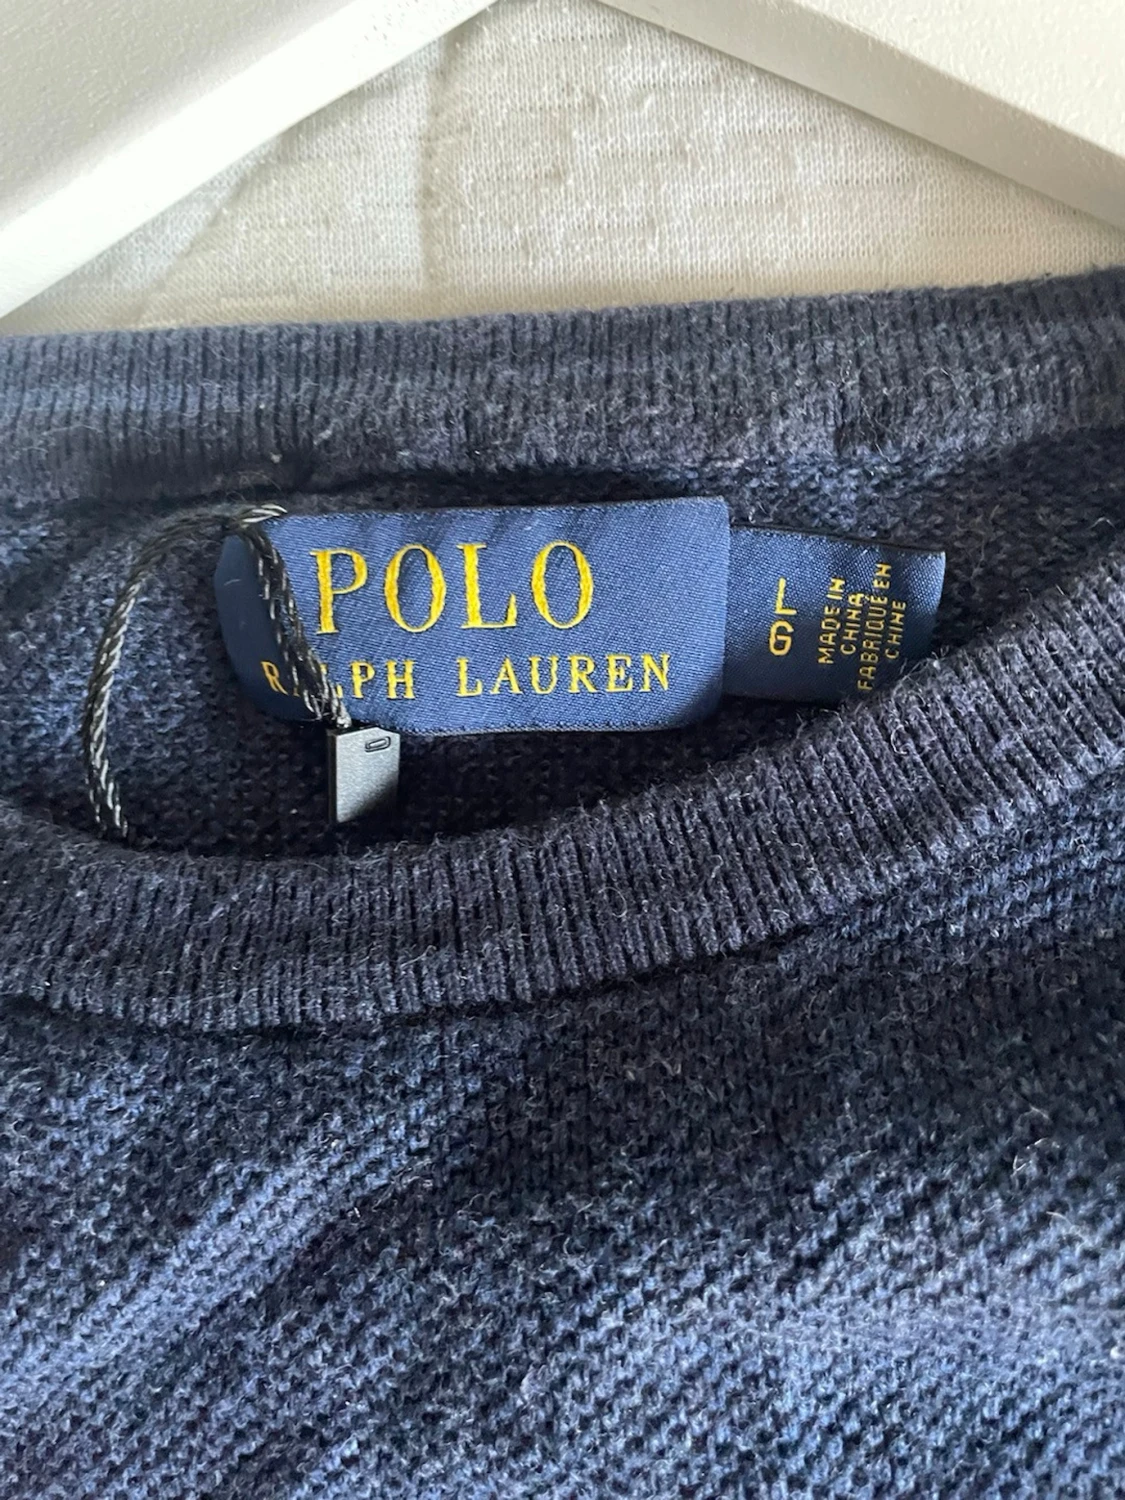 POLO
RALPH LAUREN
L
G
MADE IN
CHINA
FABRIQUÉ EN
CHINE